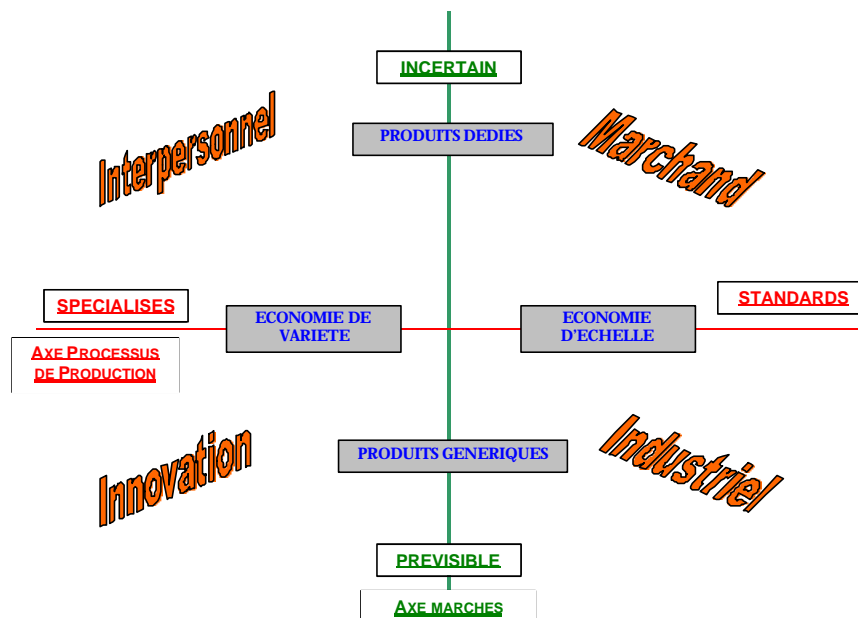 INCERTAIN
Interpersonnel
PRODUITS DEDIES
Marchand
SPECIALISES
STANDARDS
ECONOMIE DE
VARIETE
ECONOMIE
D'ECHELLE
AXE PROCESSUS
DE PRODUCTION
Innovation
PRODUITS GENERIQUES
Industriel
PREVISIBLE
AXE MARCHES